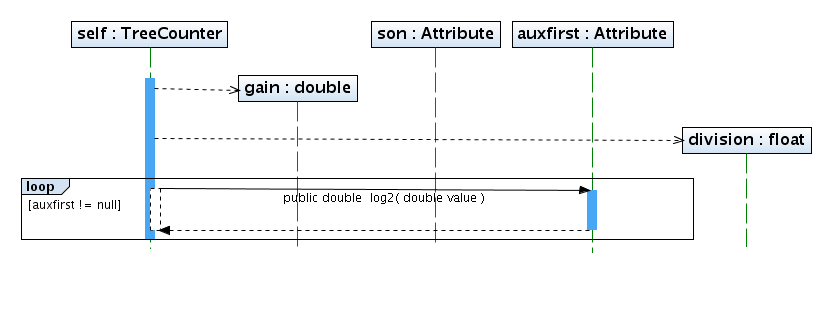 self : TreeCounter
son : Attribute
auxfirst : Attribute
gain : double
division : float
loop
[auxfirst != null]
public double  log2( double value )